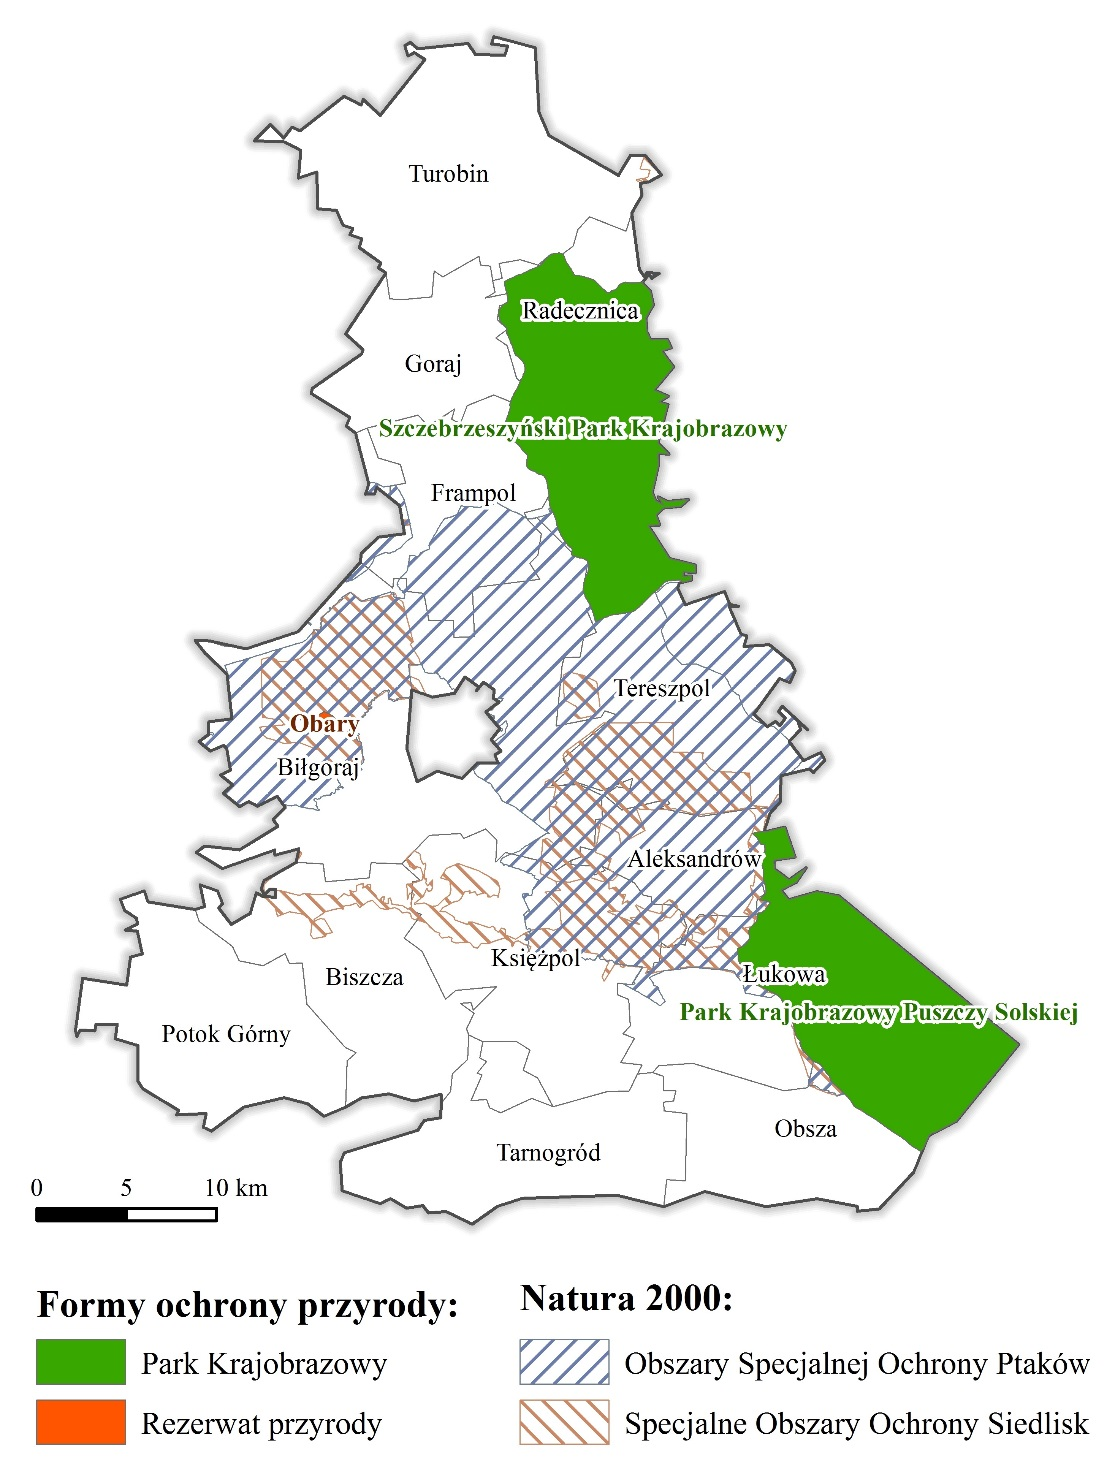 Turobin
Radecznica
Goraj
Szczebrzeszyński Park Krajobrazowy
Frampol
Tereszpol
Obary
Biłgoraj
Aleksandrów
Księżpol
Łukowa
Biszcza
Park Krajobrazowy Puszczy Solskiej
Potok Górny
Obsza
Tarnogród
0 5 10 km
Formy ochrony przyrody:
Park Krajobrazowy
Rezerwat przyrody
Natura 2000:
Obszary Specjalnej Ochrony Ptaków
Specjalne Obszary Ochrony Siedlisk